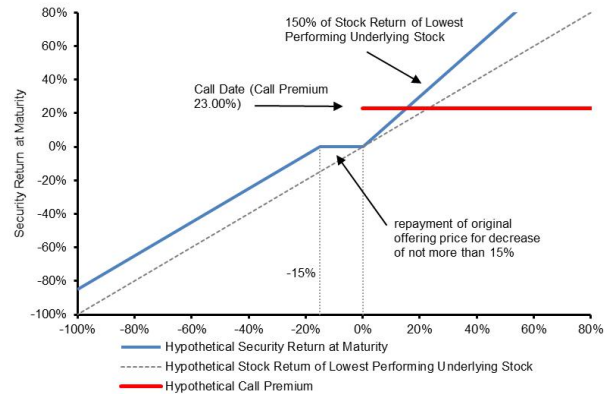 80%
60%
40%
20%
0%
-20%
-40%
-60%
-80%
-100%
Security Return at Maturity
150% of Stock Return of Lowest
Performing Underlying Stock
Call Date (Call Premium
23.00%)
repayment of original
offering price for decrease
of not more than 15%
-15%
-100% -80% -60% -40% -20% 0% 20% 40% 60% 80%
Hypothetical Security Return at Maturity
Hypothetical Stock Return of Lowest Performing Underlying Stock
Hypothetical Call Premium